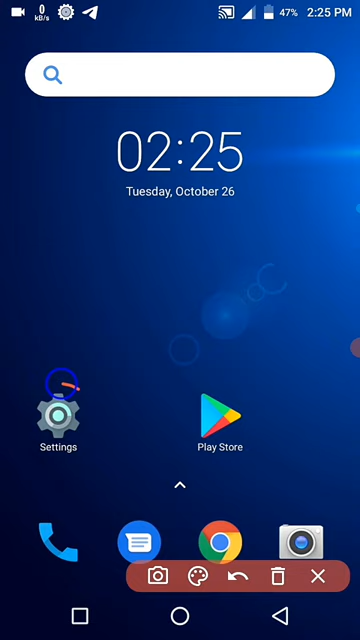 0
kB/s
47%
2:25 PM
02:25
Tuesday, October 26
Settings
Play Store